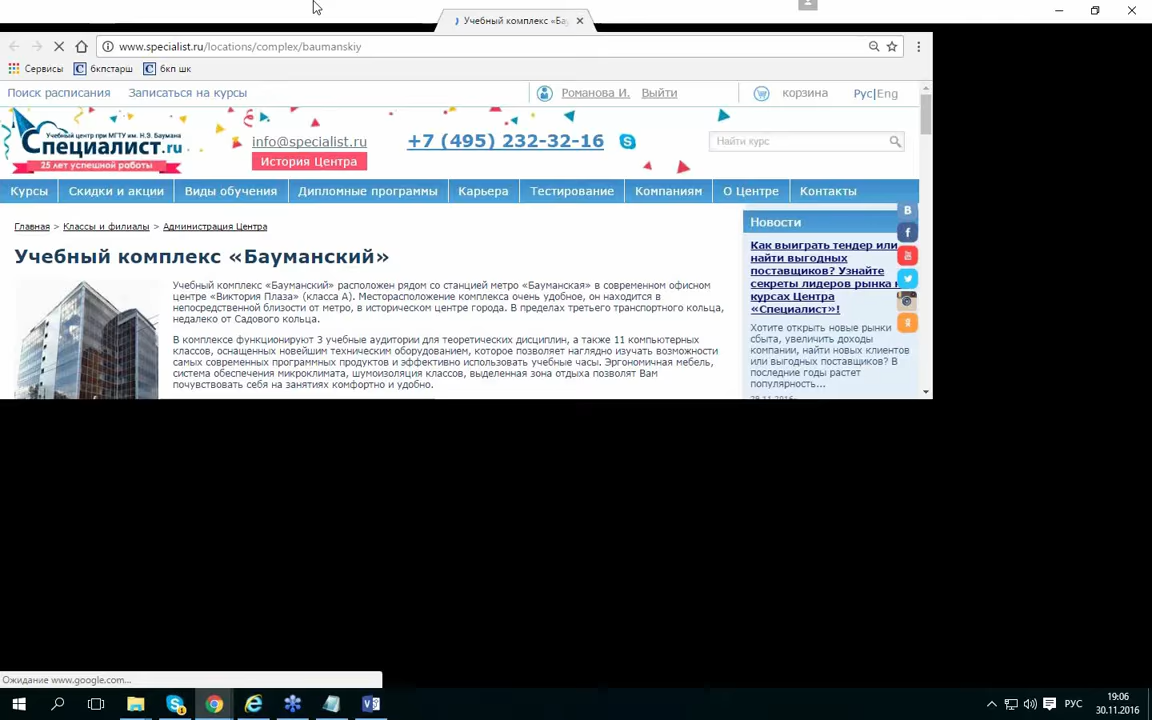 Учебный комплекс «Ба
www.specialist.ru/locations/complex/baumanskiy
Сервисы бкпстарш бкп шк
Поиск расписания Записаться на курсы Романова И. Выйти корзина Рус|Eng
Учебный центр при МГТУ им. Н.Э. Баумана
Специалист.ru
25 лет успешной работы
info@specialist.ru
История Центра
+7 (495) 232-32-16
Найти курс
Курсы Скидки и акции Виды обучения Дипломные программы Карьера Тестирование Компаниям О Центре Контакты
Главная > Классы и филиалы > Администрация Центра
Учебный комплекс «Бауманский»
Учебный комплекс «Бауманский» расположен рядом со станцией метро «Бауманская» в современном офисном
центре «Виктория Плаза» (класса А). Месторасположение комплекса очень удобное, он находится в
непосредственной близости от метро, в историческом центре города. В пределах третьего транспортного кольца,
недалеко от Садового кольца.
В комплексе функционируют 3 учебные аудитории для теоретических дисциплин, а также 11 компьютерных
классов, оснащенных новейшим техническим оборудованием, которое позволяет наглядно изучать возможности
самых современных программных продуктов и эффективно использовать учебные часы. Эргономичная мебель,
система обеспечения микроклимата, шумоизоляция классов, выделенная зона отдыха позволят Вам
почувствовать себя на занятиях комфортно и удобно.
Новости
Как выиграть тендер или
найти выгодных
поставщиков? Узнайте
секреты лидеров рынка
курсах Центра
«Специалист»!
Хотите открыть новые рынки
сбыта, увеличить доходы
компании, найти новых клиентов
или выгодных поставщиков? В
последние годы растет
популярность...
29.11.2016
Ожидание www.google.com...
РУС
19:06
30.11.2016